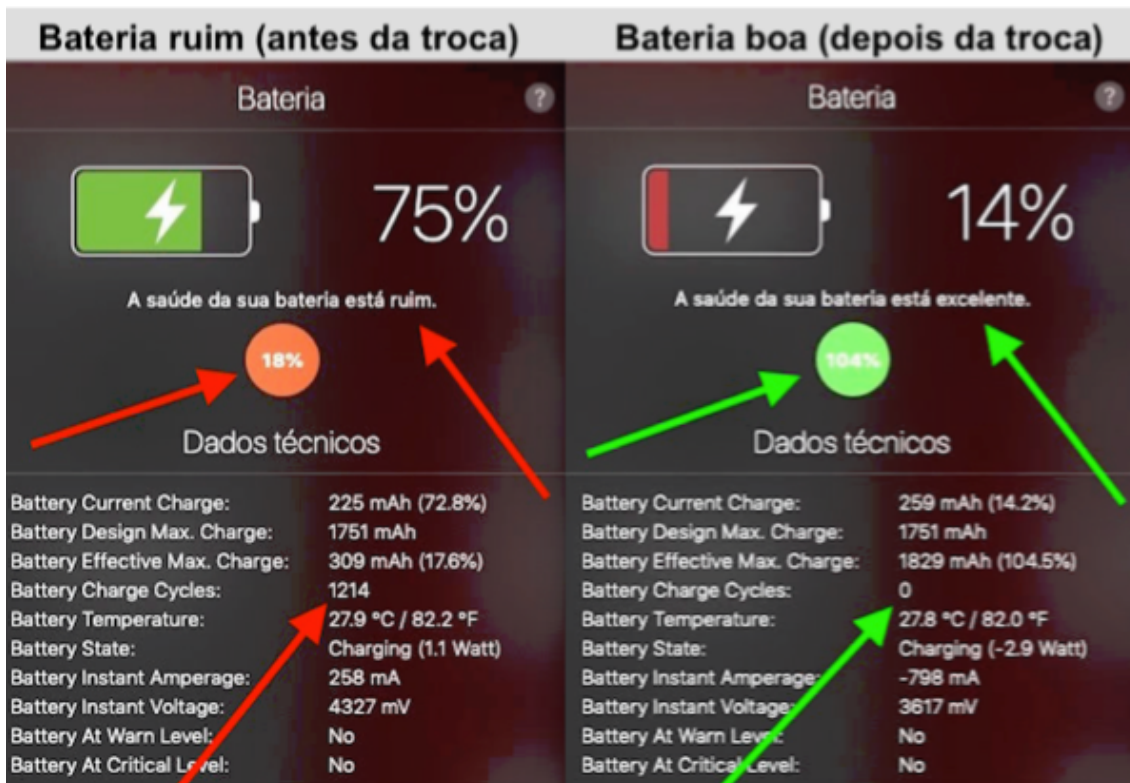 Bateria ruim (antes da troca)
Bateria
?
75%
A saúde da sua bateria está ruim.
18%
Dados técnicos
Battery Current Charge: 225 mAh (72.8%)
Battery Design Max. Charge: 1751 mAh
Battery Effective Max. Charge: 309 mAh (17.6%)
Battery Charge Cycles: 1214
Battery Temperature: 27.9 °C / 82.2 °F
Battery State: Charging (1.1 Watt)
Battery Instant Amperage: 258 mA
Battery Instant Voltage: 4327 mV
Battery At Warn Level: No
Battery At Critical Level: No
Bateria boa (depois da troca)
Bateria
?
14%
A saúde da sua bateria está excelente.
104%
Dados técnicos
Battery Current Charge: 259 mAh (14.2%)
Battery Design Max. Charge: 1751 mAh
Battery Effective Max. Charge: 1829 mAh (104.5%)
Battery Charge Cycles: 0
Battery Temperature: 27.8 °C / 82.0 °F
Battery State: Charging (-2.9 Watt)
Battery Instant Amperage: -798 mA
Battery Instant Voltage: 3617 mV
Battery At Warn Level: No
Battery At Critical Level: No